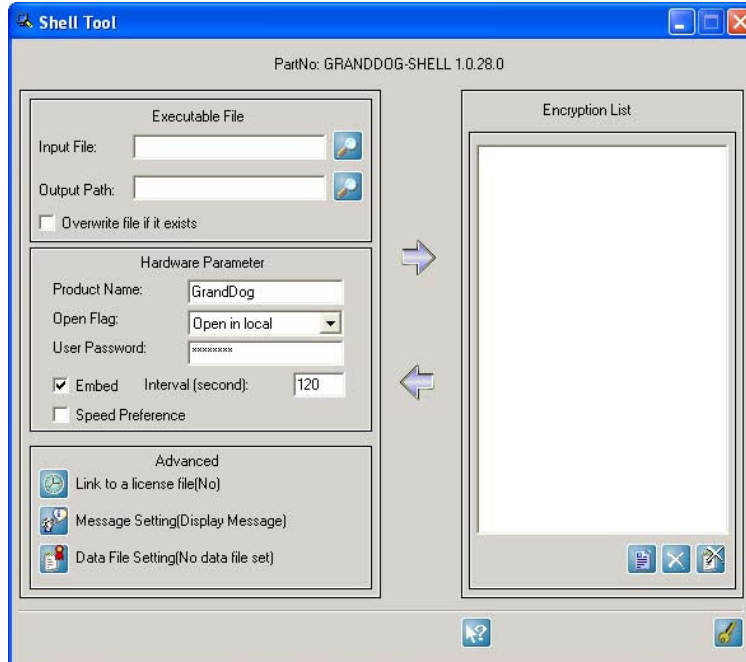 Shell Tool
PartNo: GRANDDOG-SHELL 1.0.28.0
Executable File
Input File:
Output Path:
Overwrite file if it exists
Hardware Parameter
Product Name: GrandDog
Open Flag: Open in local
User Password: ********
Embed Interval (second): 120
Speed Preference
Advanced
Link to a license file(No)
Message Setting(Display Message)
Data File Setting(No data file set)
Encryption List